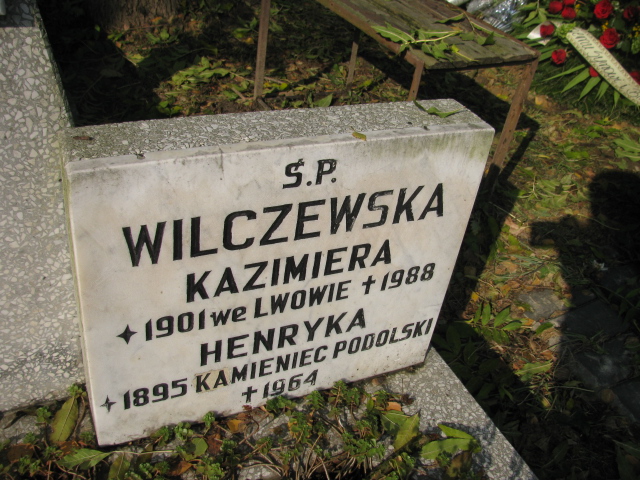 Ś.P.
WILCZEWSKA
KAZIMIERA
✦1901 we LWOWIE ✝1988
HENRYKA
✦1895 KAMIENIEC PODOLSKI
✝1964